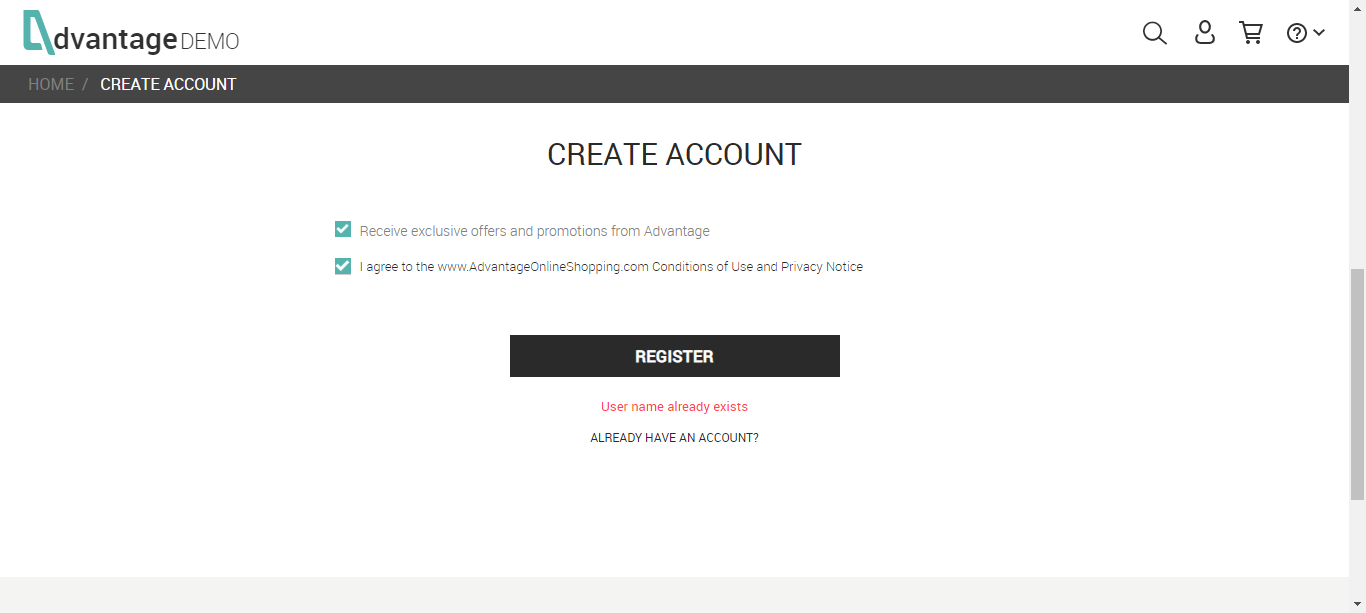 dvantage DEMO
HOME / CREATE ACCOUNT
CREATE ACCOUNT
Receive exclusive offers and promotions from Advantage
I agree to the www.AdvantageOnlineShopping.com Conditions of Use and Privacy Notice
REGISTER
User name already exists
ALREADY HAVE AN ACCOUNT?